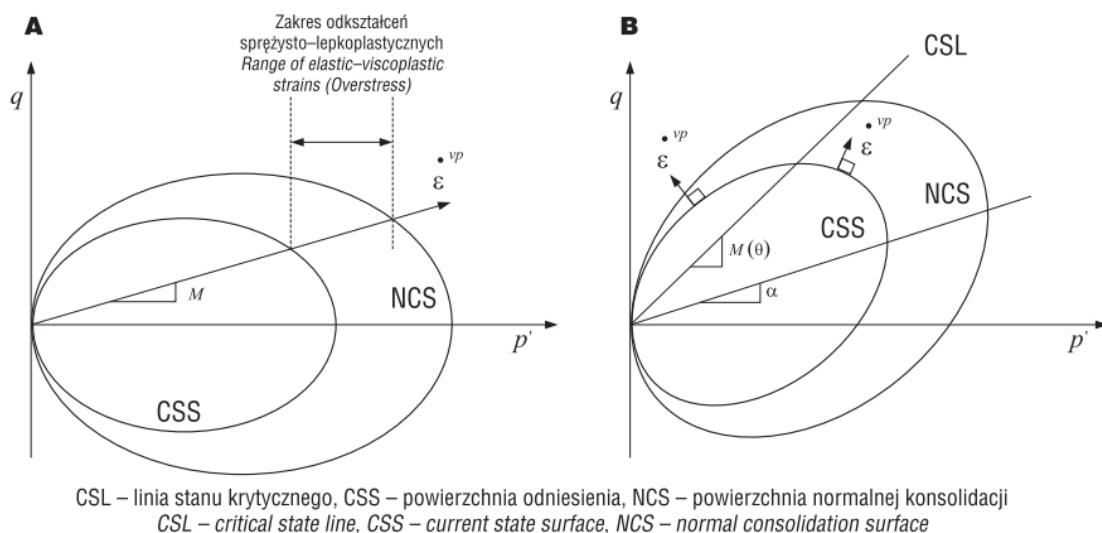 A
Zakres odkształceń
sprężysto–lepkoplastycznych
Range of elastic–viscoplastic
strains (Overstress)
q
ε̇ vp
M
NCS
CSS
p'
B
CSL
q
ε̇ vp
ε̇ vp
NCS
CSS
M (θ)
α
p'
CSL – linia stanu krytycznego, CSS – powierzchnia odniesienia, NCS – powierzchnia normalnej konsolidacji
CSL – critical state line, CSS – current state surface, NCS – normal consolidation surface